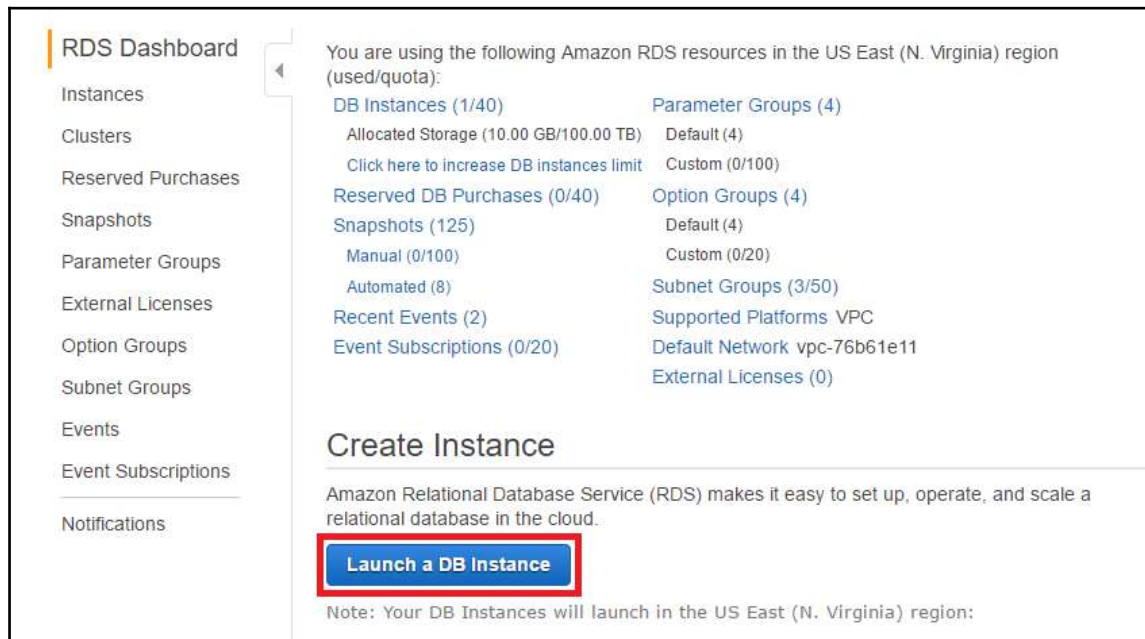 RDS Dashboard
Instances
Clusters
Reserved Purchases
Snapshots
Parameter Groups
External Licenses
Option Groups
Subnet Groups
Events
Event Subscriptions
Notifications
You are using the following Amazon RDS resources in the US East (N. Virginia) region
(used/quota):
DB Instances (1/40)
Allocated Storage (10.00 GB/100.00 TB)
Click here to increase DB instances limit
Reserved DB Purchases (0/40)
Snapshots (125)
Manual (0/100)
Automated (8)
Recent Events (2)
Event Subscriptions (0/20)
Parameter Groups (4)
Default (4)
Custom (0/100)
Option Groups (4)
Default (4)
Custom (0/20)
Subnet Groups (3/50)
Supported Platforms VPC
Default Network vpc-76b61e11
External Licenses (0)
Create Instance
Amazon Relational Database Service (RDS) makes it easy to set up, operate, and scale a
relational database in the cloud.
Launch a DB Instance
Note: Your DB Instances will launch in the US East (N. Virginia) region: